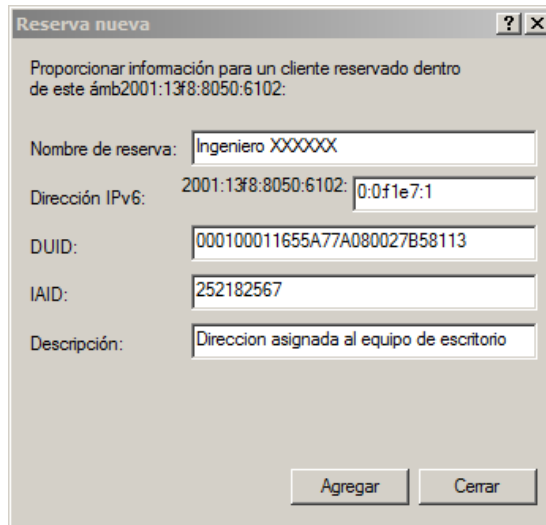 Reserva nueva
Proporcionar información para un cliente reservado dentro
de este ámb2001:13f8:8050:6102:
Nombre de reserva: Ingeniero XXXXXX
Dirección IPv6: 2001:13f8:8050:6102: 0:0:f1e7:1
DUID: 000100011655A77A080027B58113
IAID: 252182567
Descripción: Direccion asignada al equipo de escritorio
Agregar Cerrar